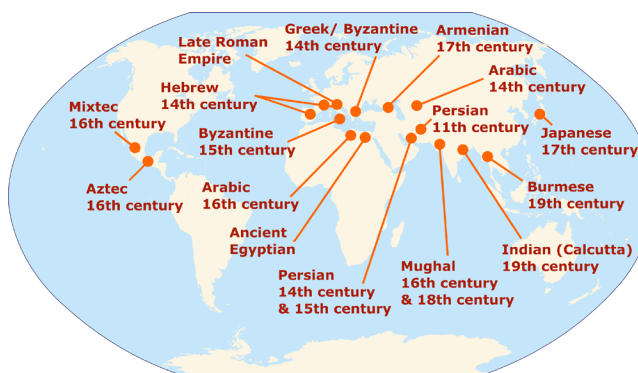 Greek/ Byzantine
14th century
Armenian
17th century
Late Roman
Empire
Arabic
14th century
Hebrew
14th century
Mixtec
16th century
Persian
11th century
Byzantine
15th century
Japanese
17th century
Aztec
16th century
Arabic
16th century
Burmese
19th century
Ancient
Egyptian
Indian (Calcutta)
19th century
Persian
14th century
& 15th century
Mughal
16th century
& 18th century